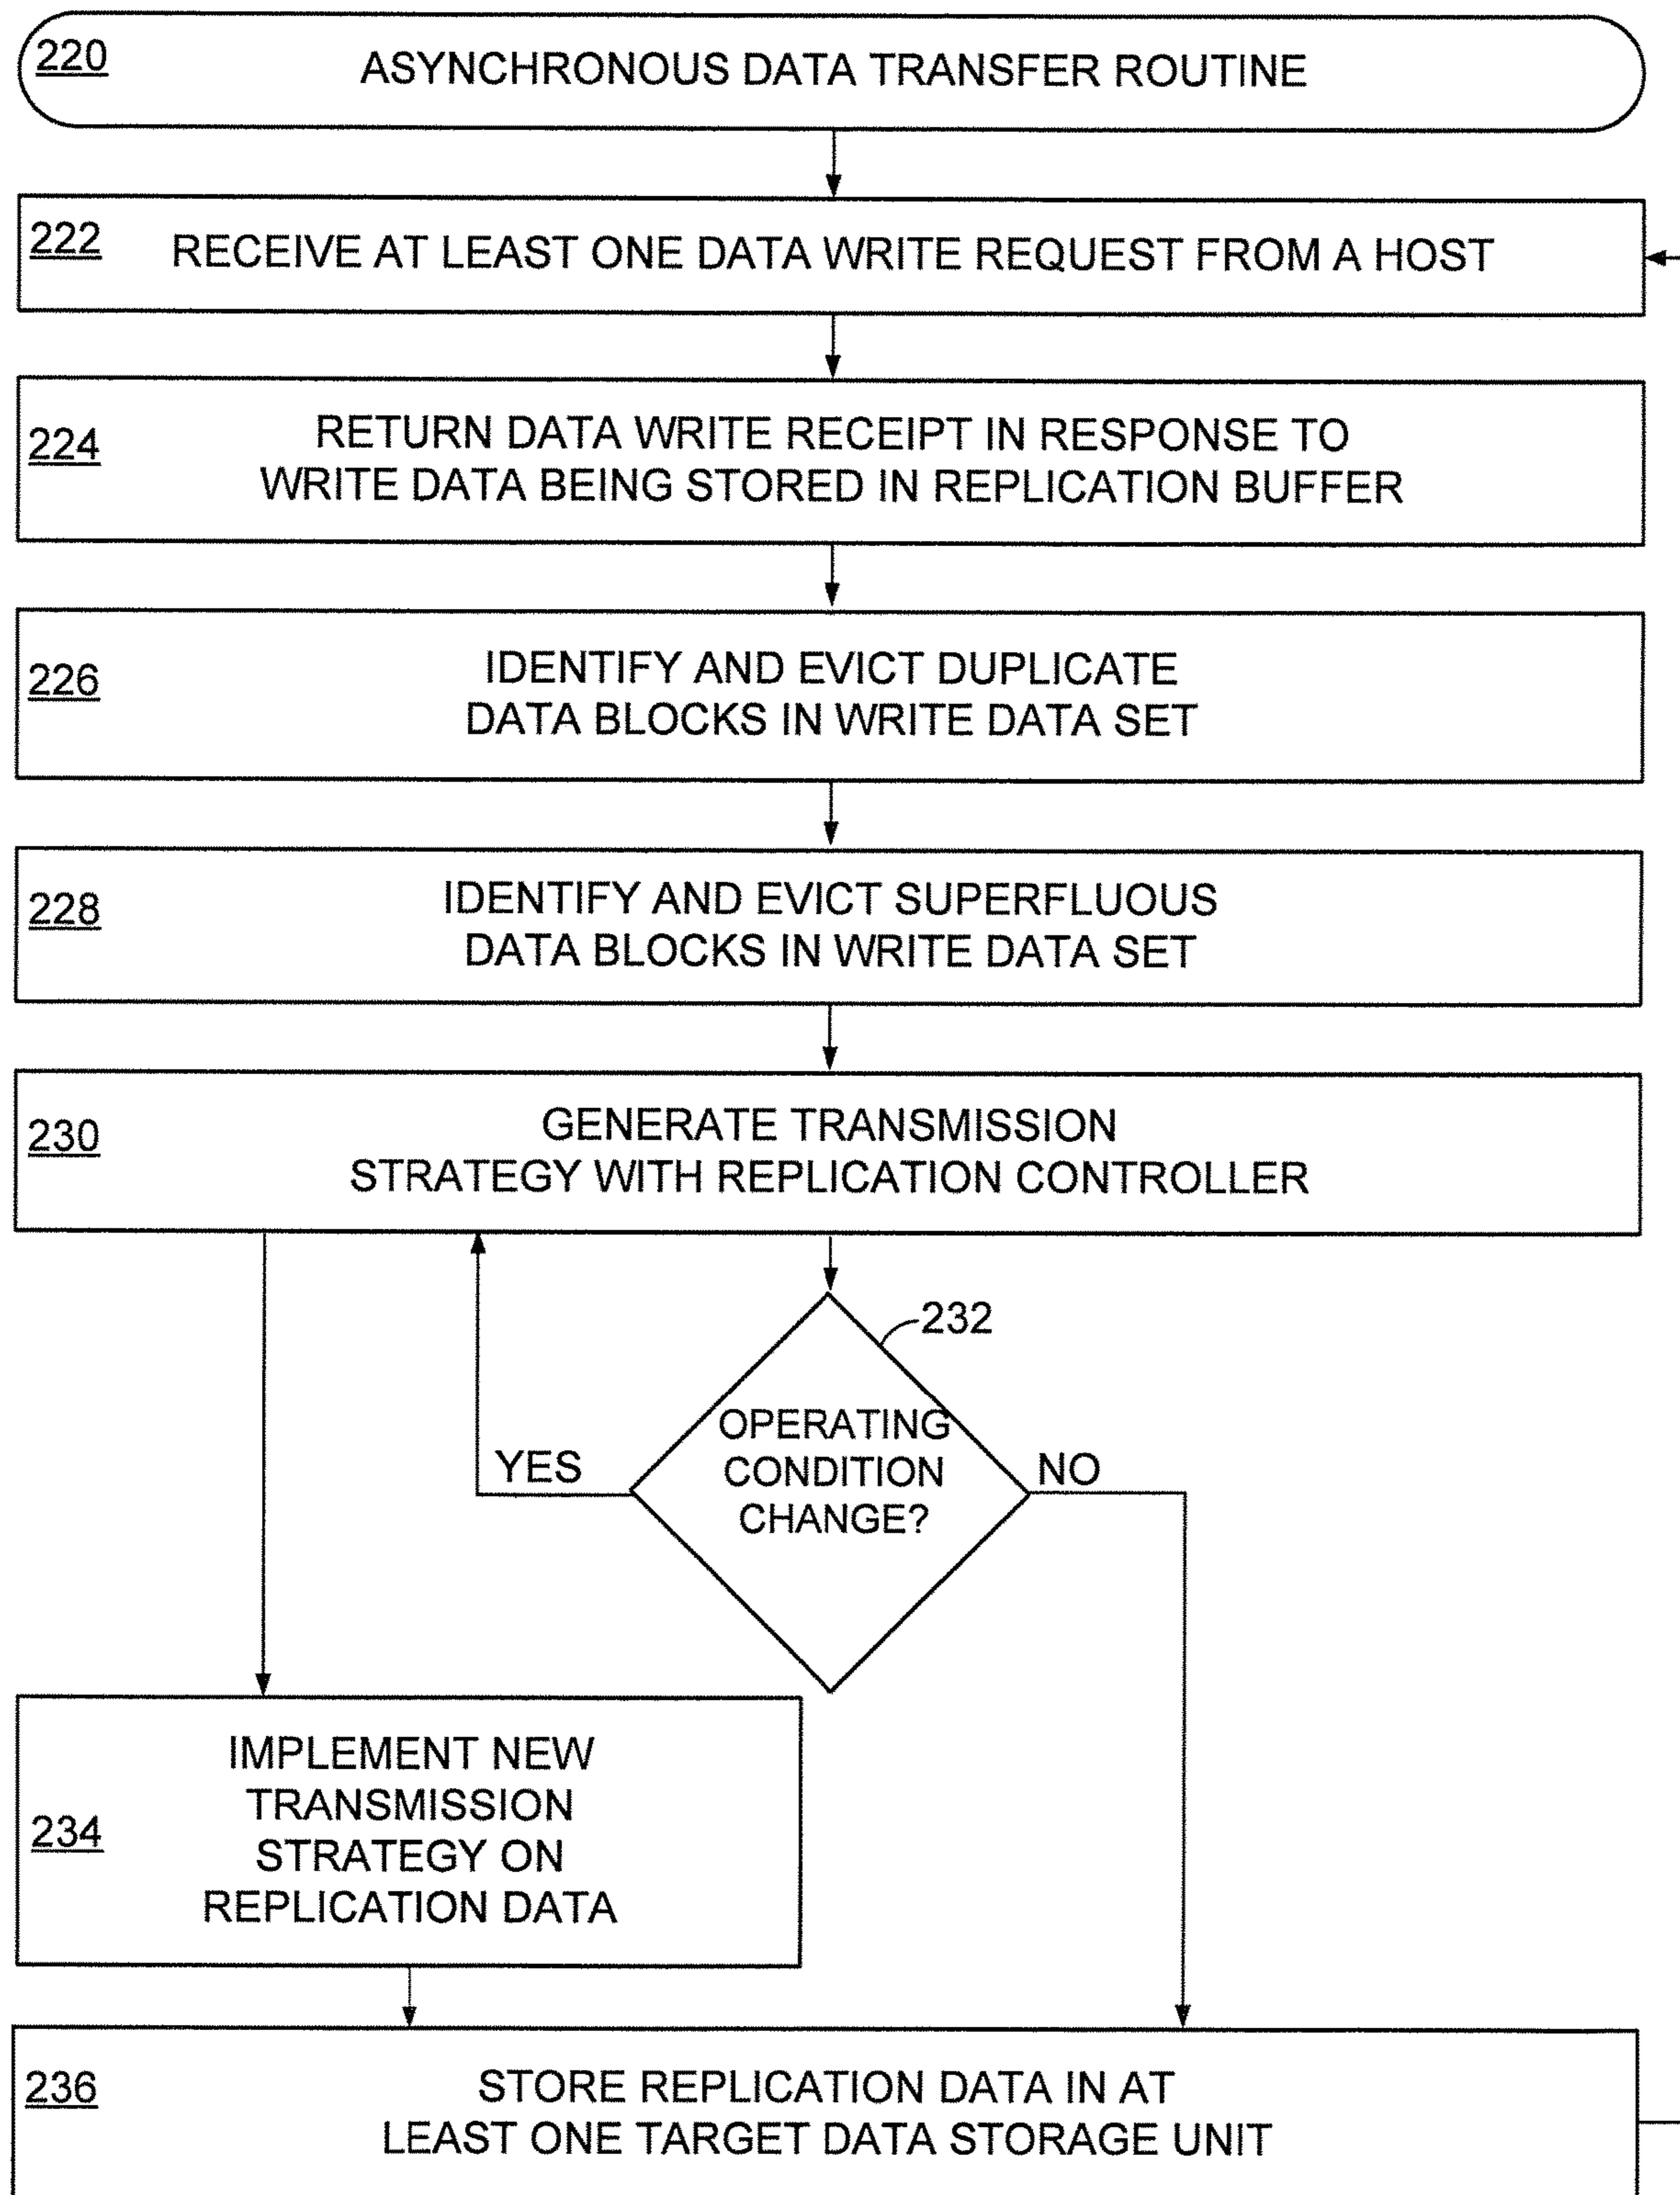 220
ASYNCHRONOUS DATA TRANSFER ROUTINE
222
RECEIVE AT LEAST ONE DATA WRITE REQUEST FROM A HOST
224
RETURN DATA WRITE RECEIPT IN RESPONSE TO
WRITE DATA BEING STORED IN REPLICATION BUFFER
226
IDENTIFY AND EVICT DUPLICATE
DATA BLOCKS IN WRITE DATA SET
228
IDENTIFY AND EVICT SUPERFLUOUS
DATA BLOCKS IN WRITE DATA SET
230
GENERATE TRANSMISSION
STRATEGY WITH REPLICATION CONTROLLER
232
OPERATING
CONDITION
CHANGE?
YES
NO
234
IMPLEMENT NEW
TRANSMISSION
STRATEGY ON
REPLICATION DATA
236
STORE REPLICATION DATA IN AT
LEAST ONE TARGET DATA STORAGE UNIT